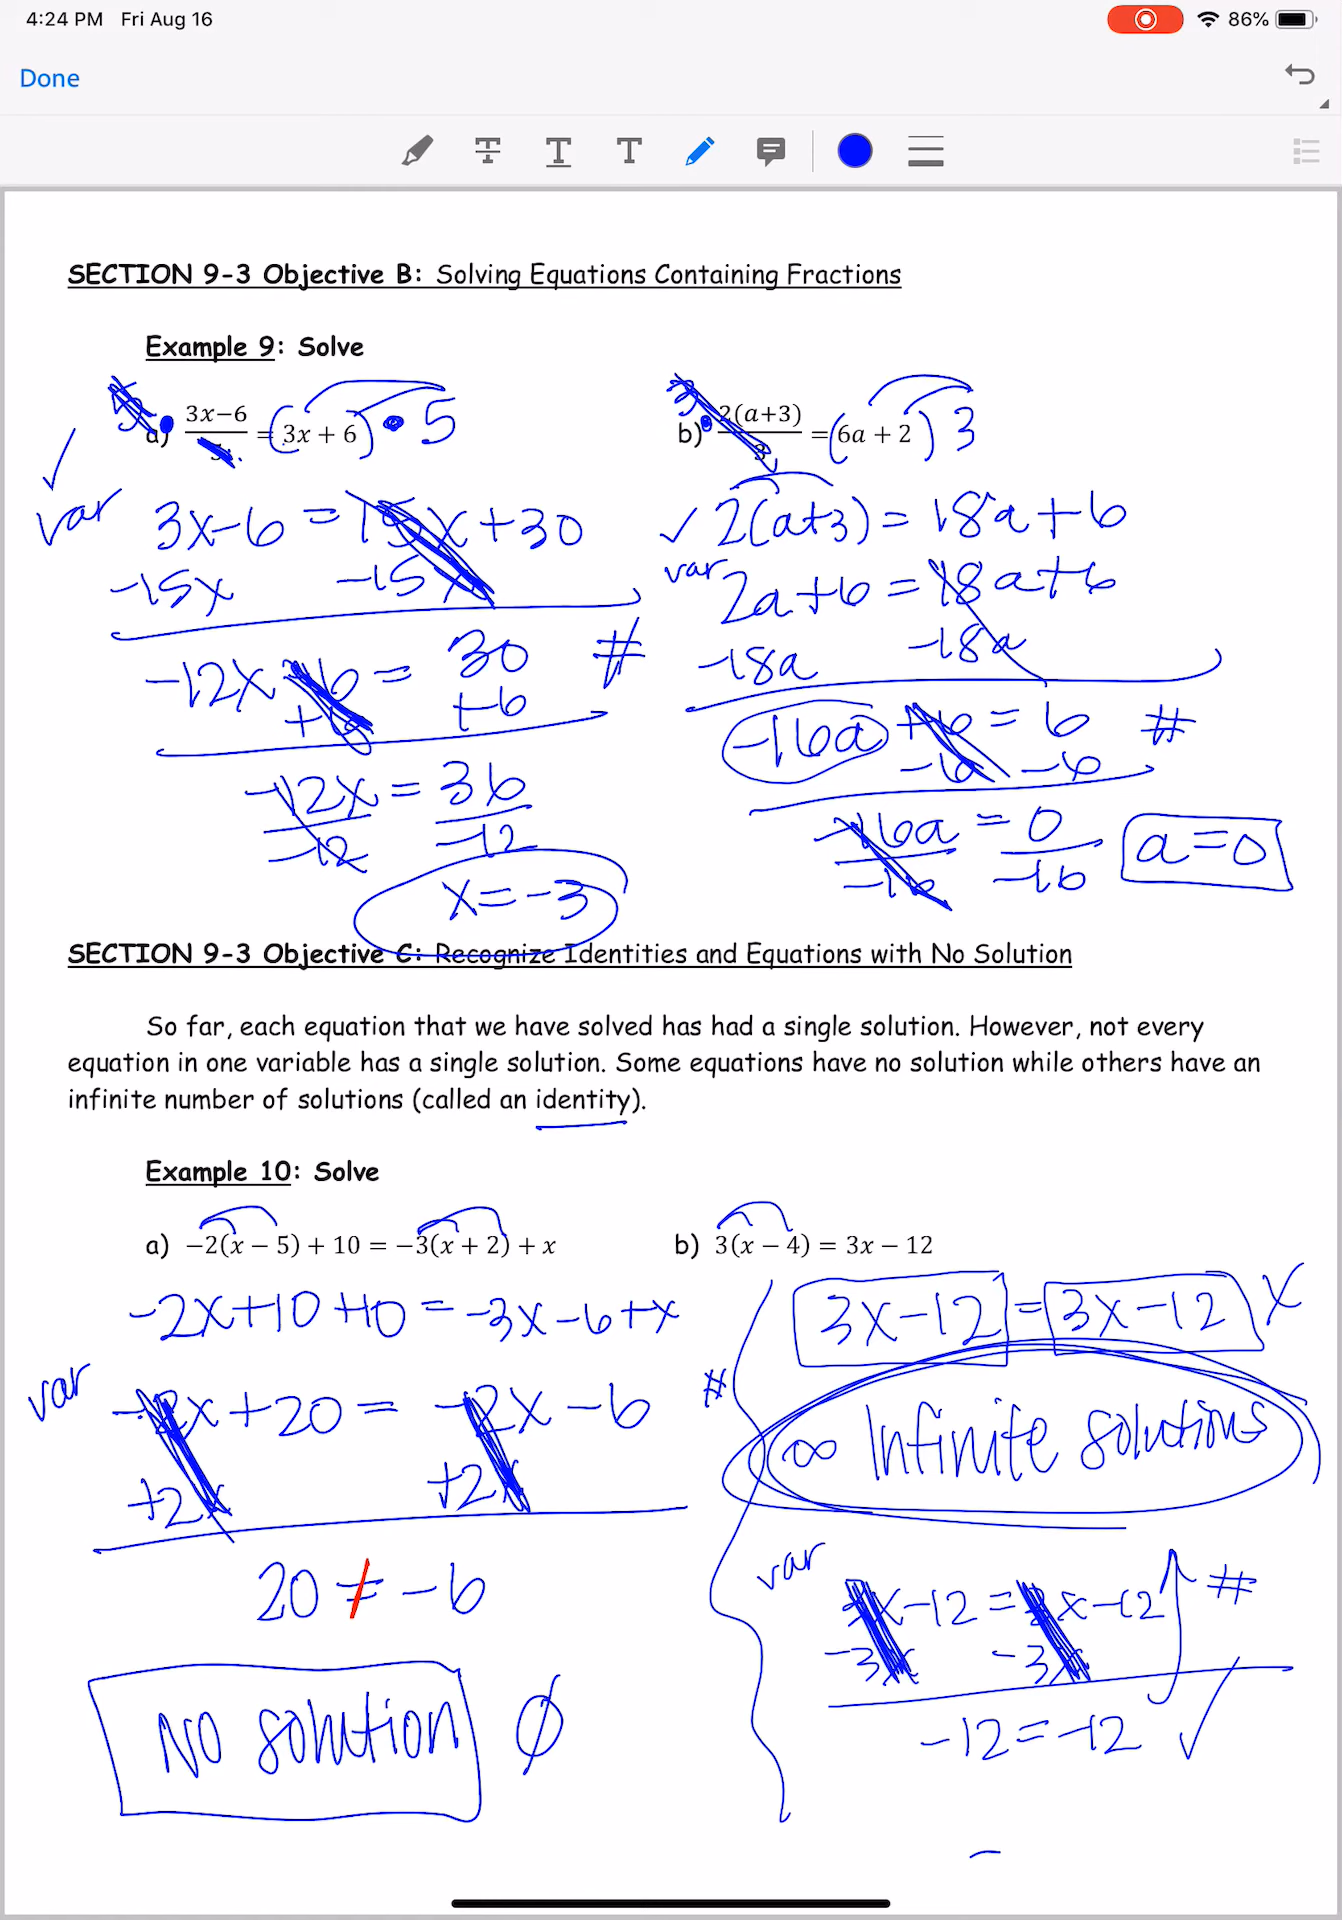 4:24 PM Fri Aug 16 86%
Done
SECTION 9-3 Objective B: Solving Equations Containing Fractions
Example 9: Solve
a) 5 • (3x−6)/5 = (3x + 6) • 5
var 3x-6 = 15x+30
-15x -15x
-12x -6 = 30 #
+6 +6
-12x = 36
-12 -12
x = -3
b) 3 • 2(a+3)/3 = (6a + 2) 3
✓ 2(a+3) = 18a+6
var 2a+6 = 18a+6
-18a -18a
-16a +6 = 6 #
-6 -6
-16a = 0
-16 -16
a=0
SECTION 9-3 Objective C: Recognize Identities and Equations with No Solution
So far, each equation that we have solved has had a single solution. However, not every
equation in one variable has a single solution. Some equations have no solution while others have an
infinite number of solutions (called an identity).
Example 10: Solve
a) −2(x − 5) + 10 = −3(x + 2) + x
-2x+10+10 = -3x-6+x
var -2x+20 = -2x-6 #
+2x +2x
20 ≠ -6
No solution ∅
b) 3(x − 4) = 3x − 12
3x-12 = 3x-12
∞ Infinite solutions
var 3x-12 = 3x-12 #
-3x -3x
-12 = -12 ✓